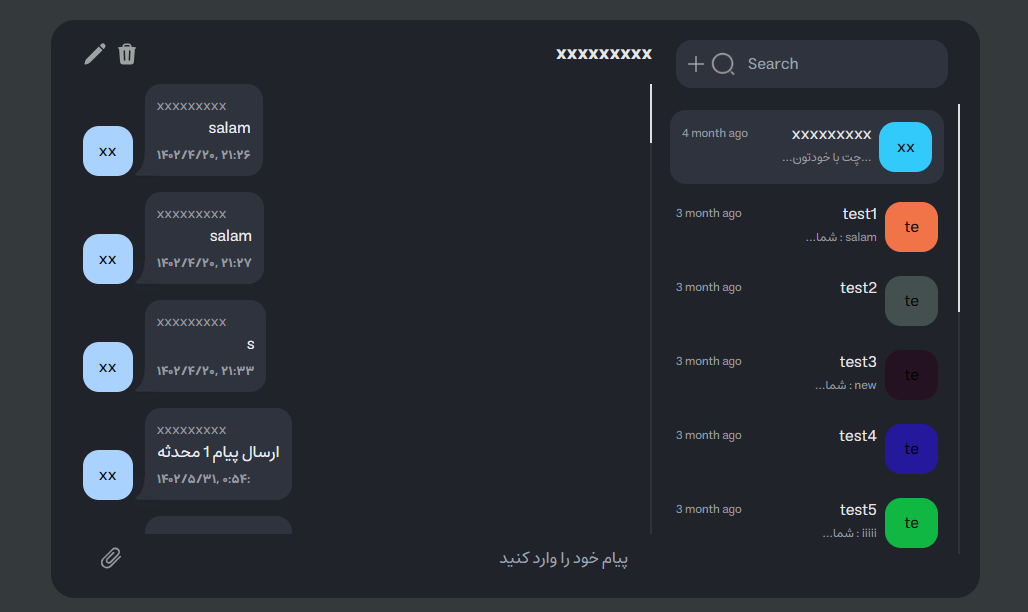 xxxxxxxxx
Search
xxxxxxxxx
salam
۱۴۰۲/۴/۲۰, ۲۱:۲۶
xx
xxxxxxxxx
salam
۱۴۰۲/۴/۲۰, ۲۱:۲۷
xx
xxxxxxxxx
s
۱۴۰۲/۴/۲۰, ۲۱:۳۳
xx
xxxxxxxxx
ارسال پیام 1 محدثه
۱۴۰۲/۵/۳۱, ۰:۵۴:
xx
پیام خود را وارد کنید
4 month ago
xxxxxxxxx
چت با خودتون...
xx
3 month ago
test1
شما : salam...
te
3 month ago
test2
te
3 month ago
test3
شما : new...
te
3 month ago
test4
te
3 month ago
test5
شما : iiiii...
te